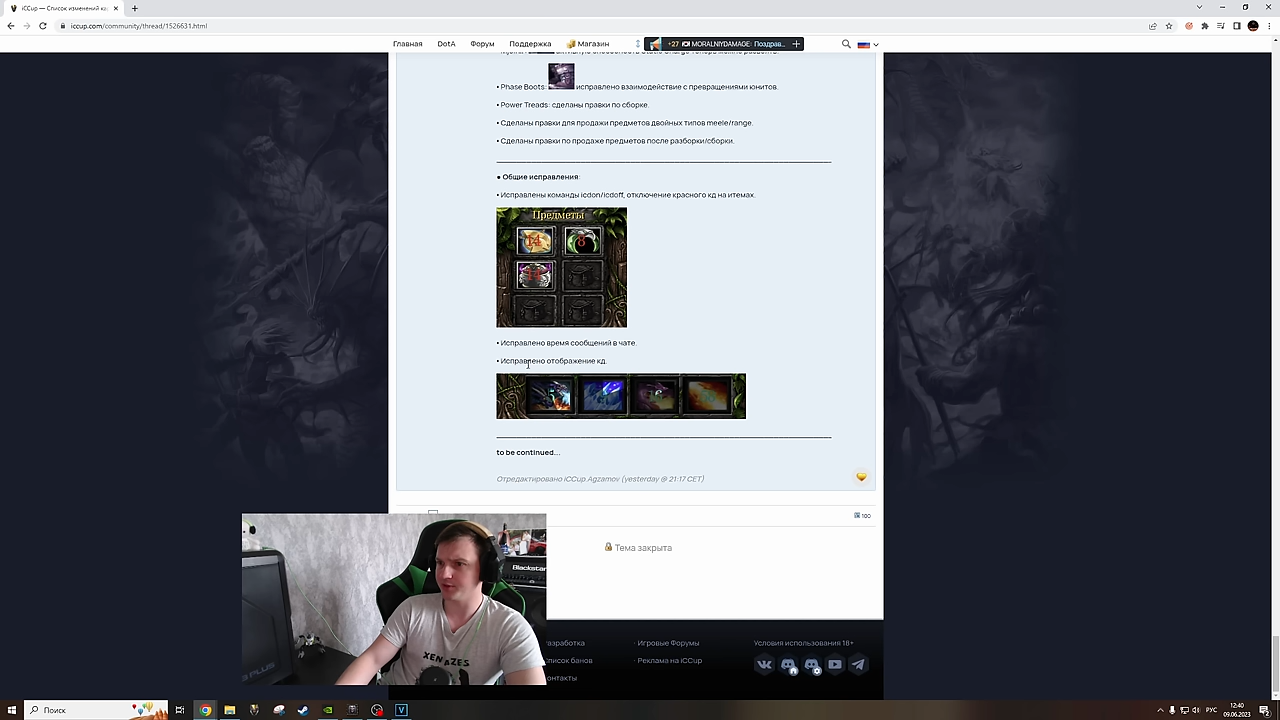 iCCup — Список изменений ка
iccup.com/community/thread/1526631.html
Главная DotA Форум Поддержка Магазин +27 MORALNIYDAMAGE: Поздрав...
• Phase Boots: исправлено взаимодействие с превращениями юнитов.
• Power Treads: сделаны правки по сборке.
• Сделаны правки для продажи предметов двойных типов meele/range.
• Сделаны правки по продаже предметов после разборки/сборки.
● Общие исправления:
• Исправлены команды icdon/icdoff, отключение красного кд на итемах.
Предметы
14 8
• Исправлено время сообщений в чате.
• Исправлено отображение кд.
to be continued...
Отредактировано iCCup Agzamov (yesterday @ 21:17 CET)
100
Тема закрыта
Blackstar
XENAZES
азработка · Игровые Форумы Условия использования 18+
список банов · Реклама на iCCup
онтакты
Поиск
РУС 12:40
09.06.2023